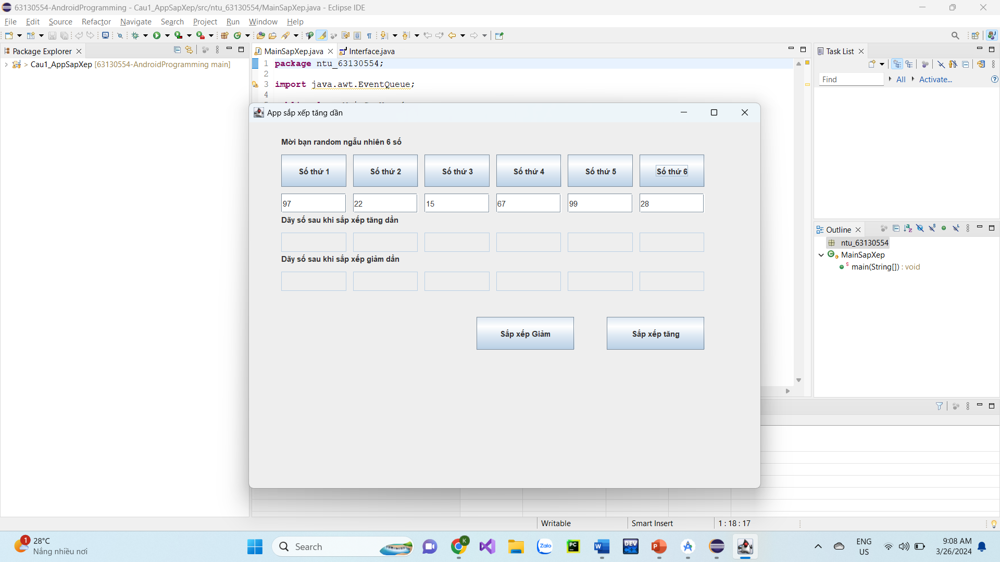 63130554-AndroidProgramming - Cau1_AppSapXep/src/ntu_63130554/MainSapXep.java - Eclipse IDE
File Edit Source Refactor Navigate Search Project Run Window Help
Package Explorer
> Cau1_AppSapXep [63130554-AndroidProgramming main]
MainSapXep.java Interface.java
1 package ntu_63130554;
2
3 import java.awt.EventQueue;
4
App sắp xếp tăng dần
Mời bạn random ngẫu nhiên 6 số
Số thứ 1 Số thứ 2 Số thứ 3 Số thứ 4 Số thứ 5 Số thứ 6
97 22 15 67 99 28
Dãy số sau khi sắp xếp tăng dần
Dãy số sau khi sắp xếp giảm dần
Sắp xếp Giảm Sắp xếp tăng
Task List
Find All Activate...
Outline
ntu_63130554
MainSapXep
main(String[]) : void
Writable Smart Insert 1 : 18 : 17
1
28°C
Nắng nhiều nơi
Search
K
Zalo
PC
W
DEV
P
ENG
US
9:08 AM
3/26/2024